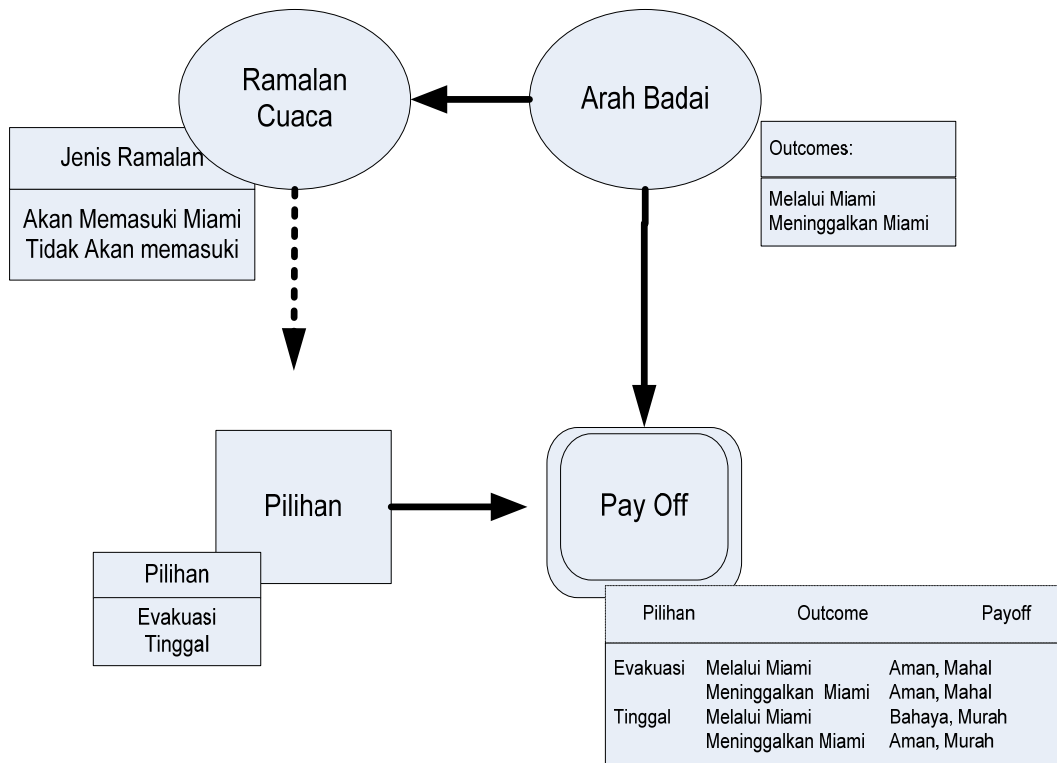 Ramalan
Cuaca
Arah Badai
Jenis Ramalan
Akan Memasuki Miami
Tidak Akan memasuki
Outcomes:
Melalui Miami
Meninggalkan Miami
Pilihan
Pay Off
Pilihan
Evakuasi
Tinggal
Pilihan Outcome Payoff
Evakuasi Melalui Miami Aman, Mahal
Meninggalkan Miami Aman, Mahal
Tinggal Melalui Miami Bahaya, Murah
Meninggalkan Miami Aman, Murah